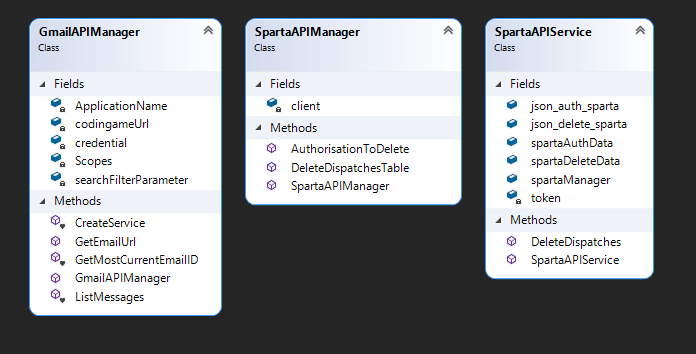 GmailAPIManager
Class
Fields
ApplicationName
codingameUrl
credential
Scopes
searchFilterParameter
Methods
CreateService
GetEmailUrl
GetMostCurrentEmailID
GmailAPIManager
ListMessages
SpartaAPIManager
Class
Fields
client
Methods
AuthorisationToDelete
DeleteDispatchesTable
SpartaAPIManager
SpartaAPIService
Class
Fields
json_auth_sparta
json_delete_sparta
spartaAuthData
spartaDeleteData
spartaManager
token
Methods
DeleteDispatches
SpartaAPIService